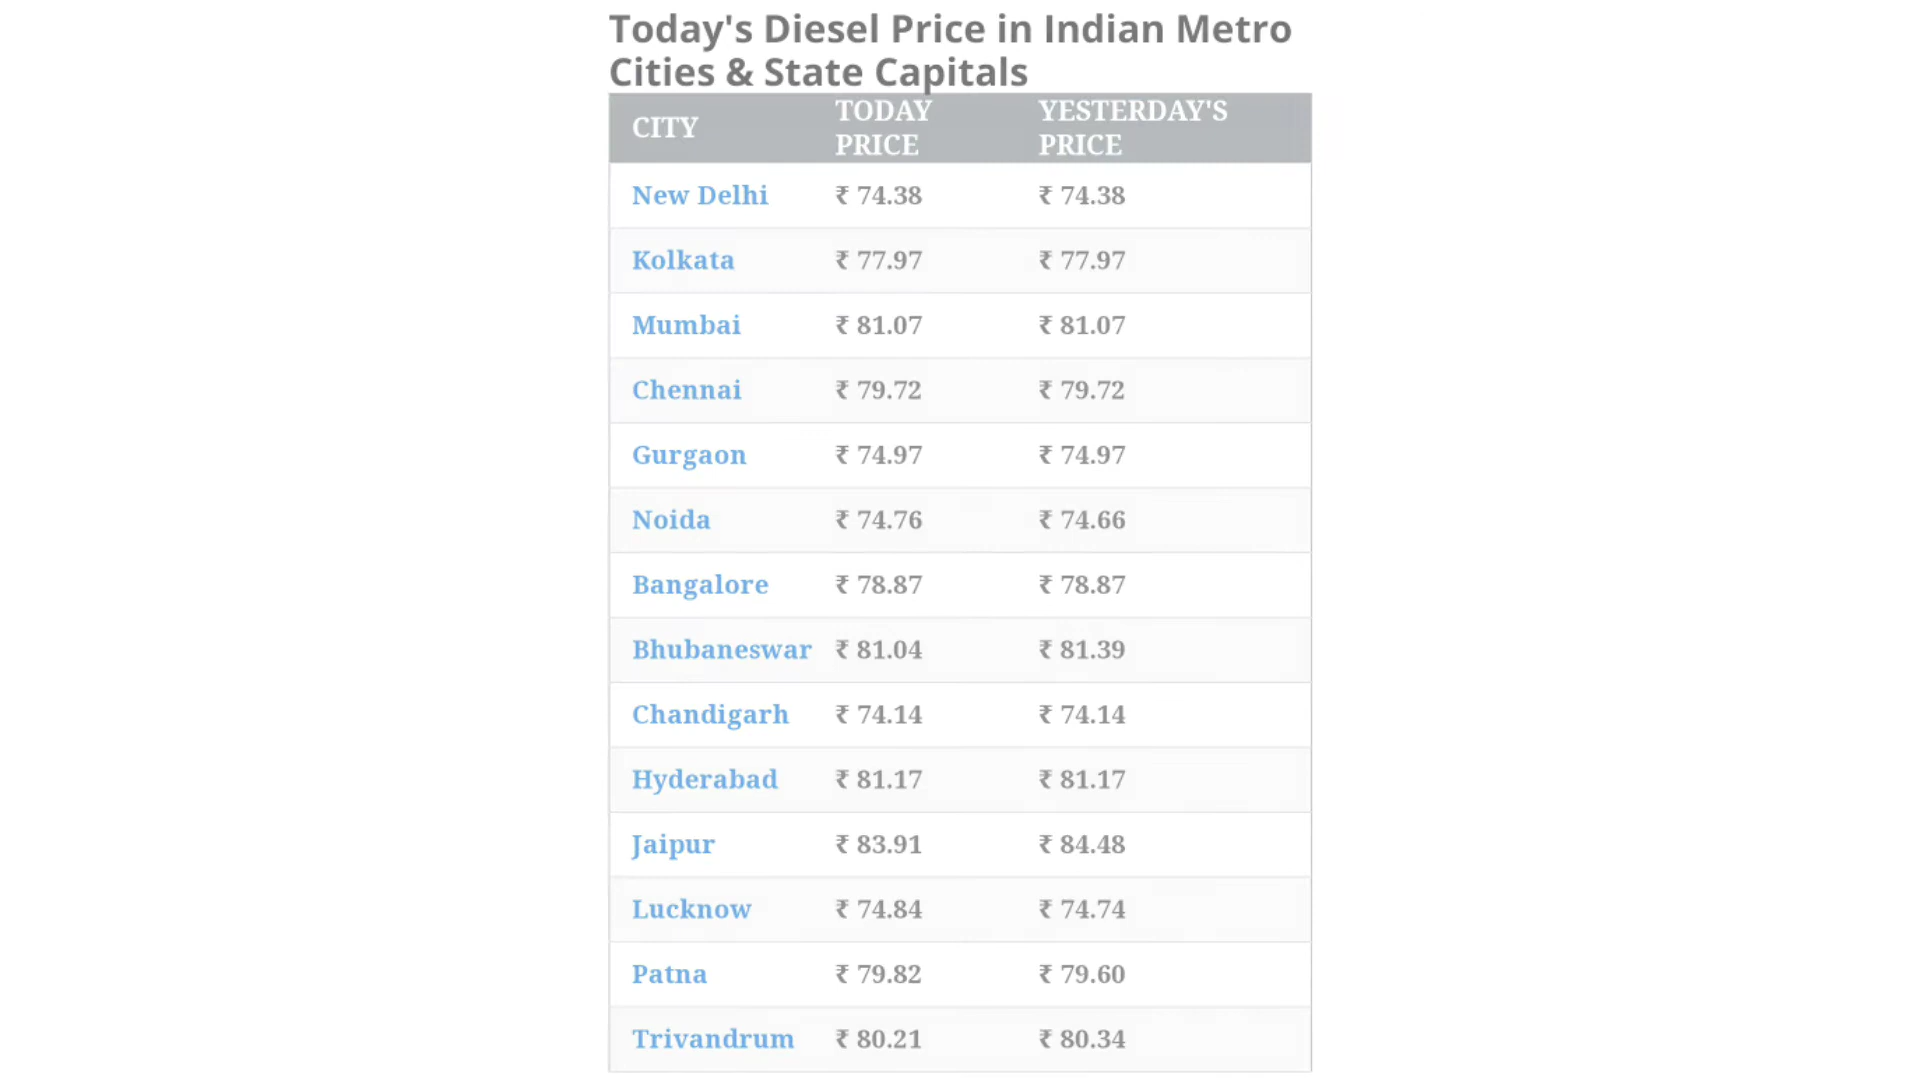 Today's Diesel Price in Indian Metro
Cities & State Capitals
CITY TODAY PRICE YESTERDAY'S PRICE
New Delhi ₹ 74.38 ₹ 74.38
Kolkata ₹ 77.97 ₹ 77.97
Mumbai ₹ 81.07 ₹ 81.07
Chennai ₹ 79.72 ₹ 79.72
Gurgaon ₹ 74.97 ₹ 74.97
Noida ₹ 74.76 ₹ 74.66
Bangalore ₹ 78.87 ₹ 78.87
Bhubaneswar ₹ 81.04 ₹ 81.39
Chandigarh ₹ 74.14 ₹ 74.14
Hyderabad ₹ 81.17 ₹ 81.17
Jaipur ₹ 83.91 ₹ 84.48
Lucknow ₹ 74.84 ₹ 74.74
Patna ₹ 79.82 ₹ 79.60
Trivandrum ₹ 80.21 ₹ 80.34